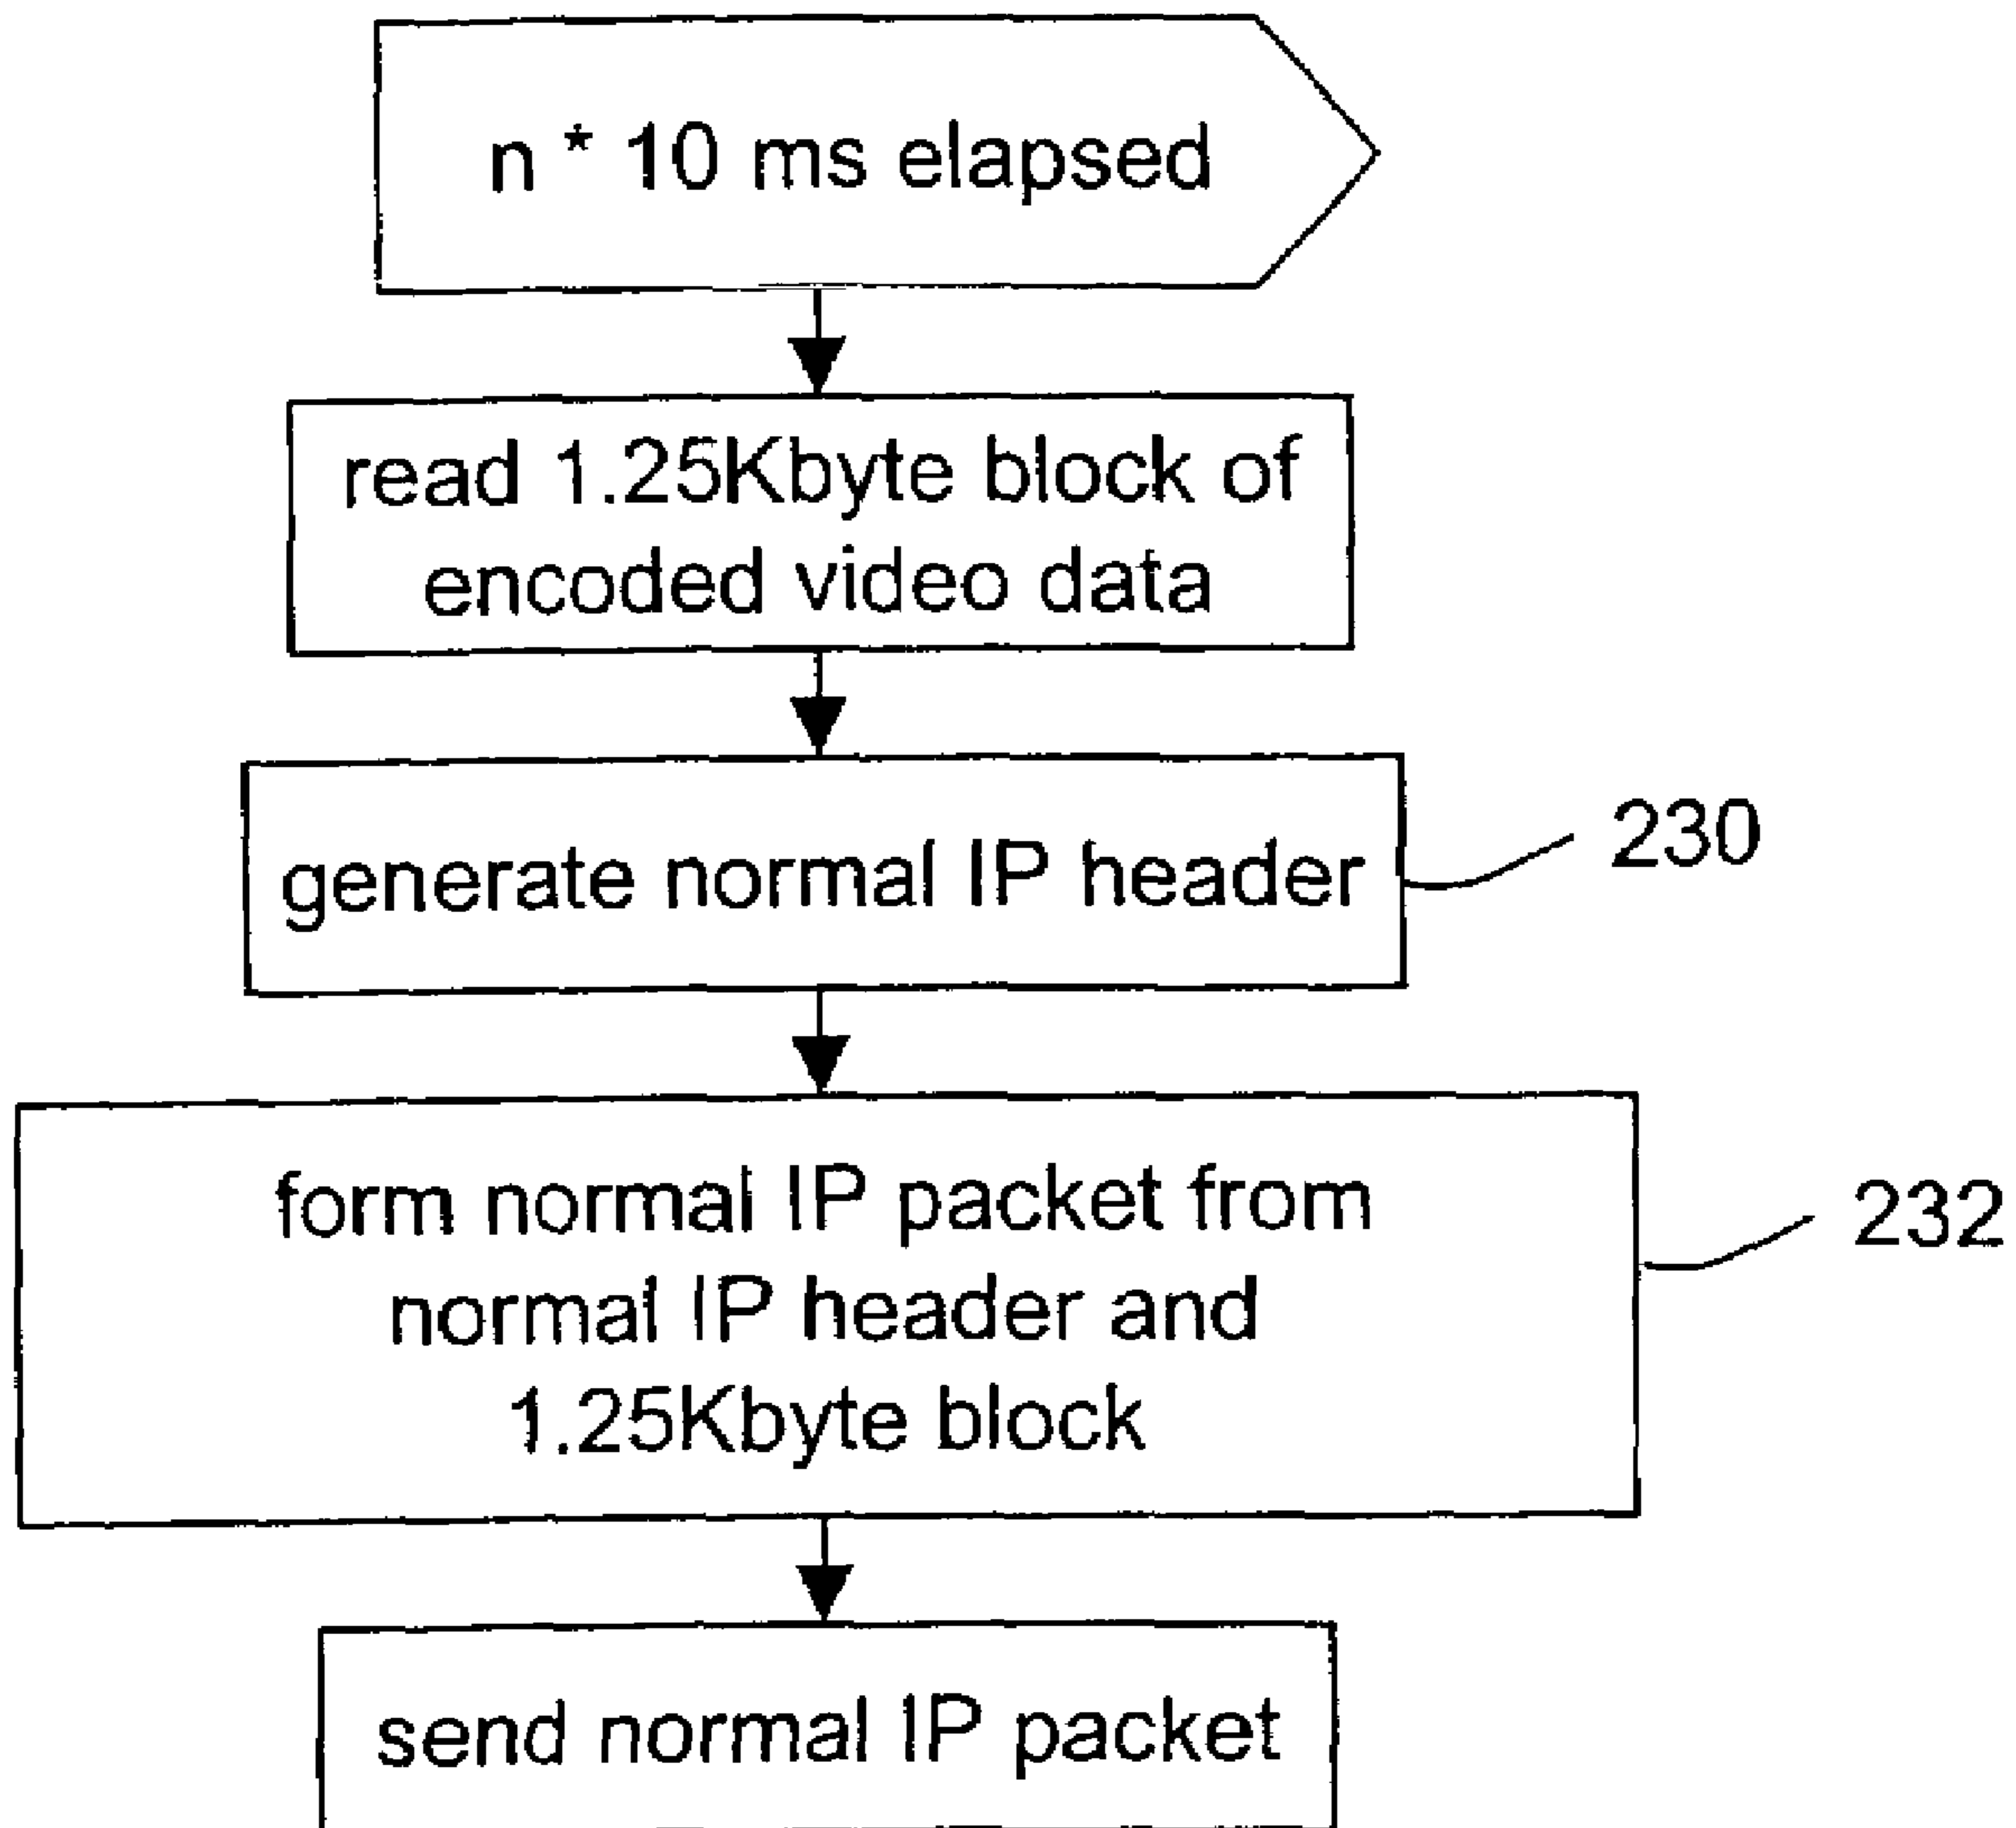 n * 10 ms elapsed
read 1.25Kbyte block of
encoded video data
generate normal IP header
230
form normal IP packet from
normal IP header and
1.25Kbyte block
232
send normal IP packet